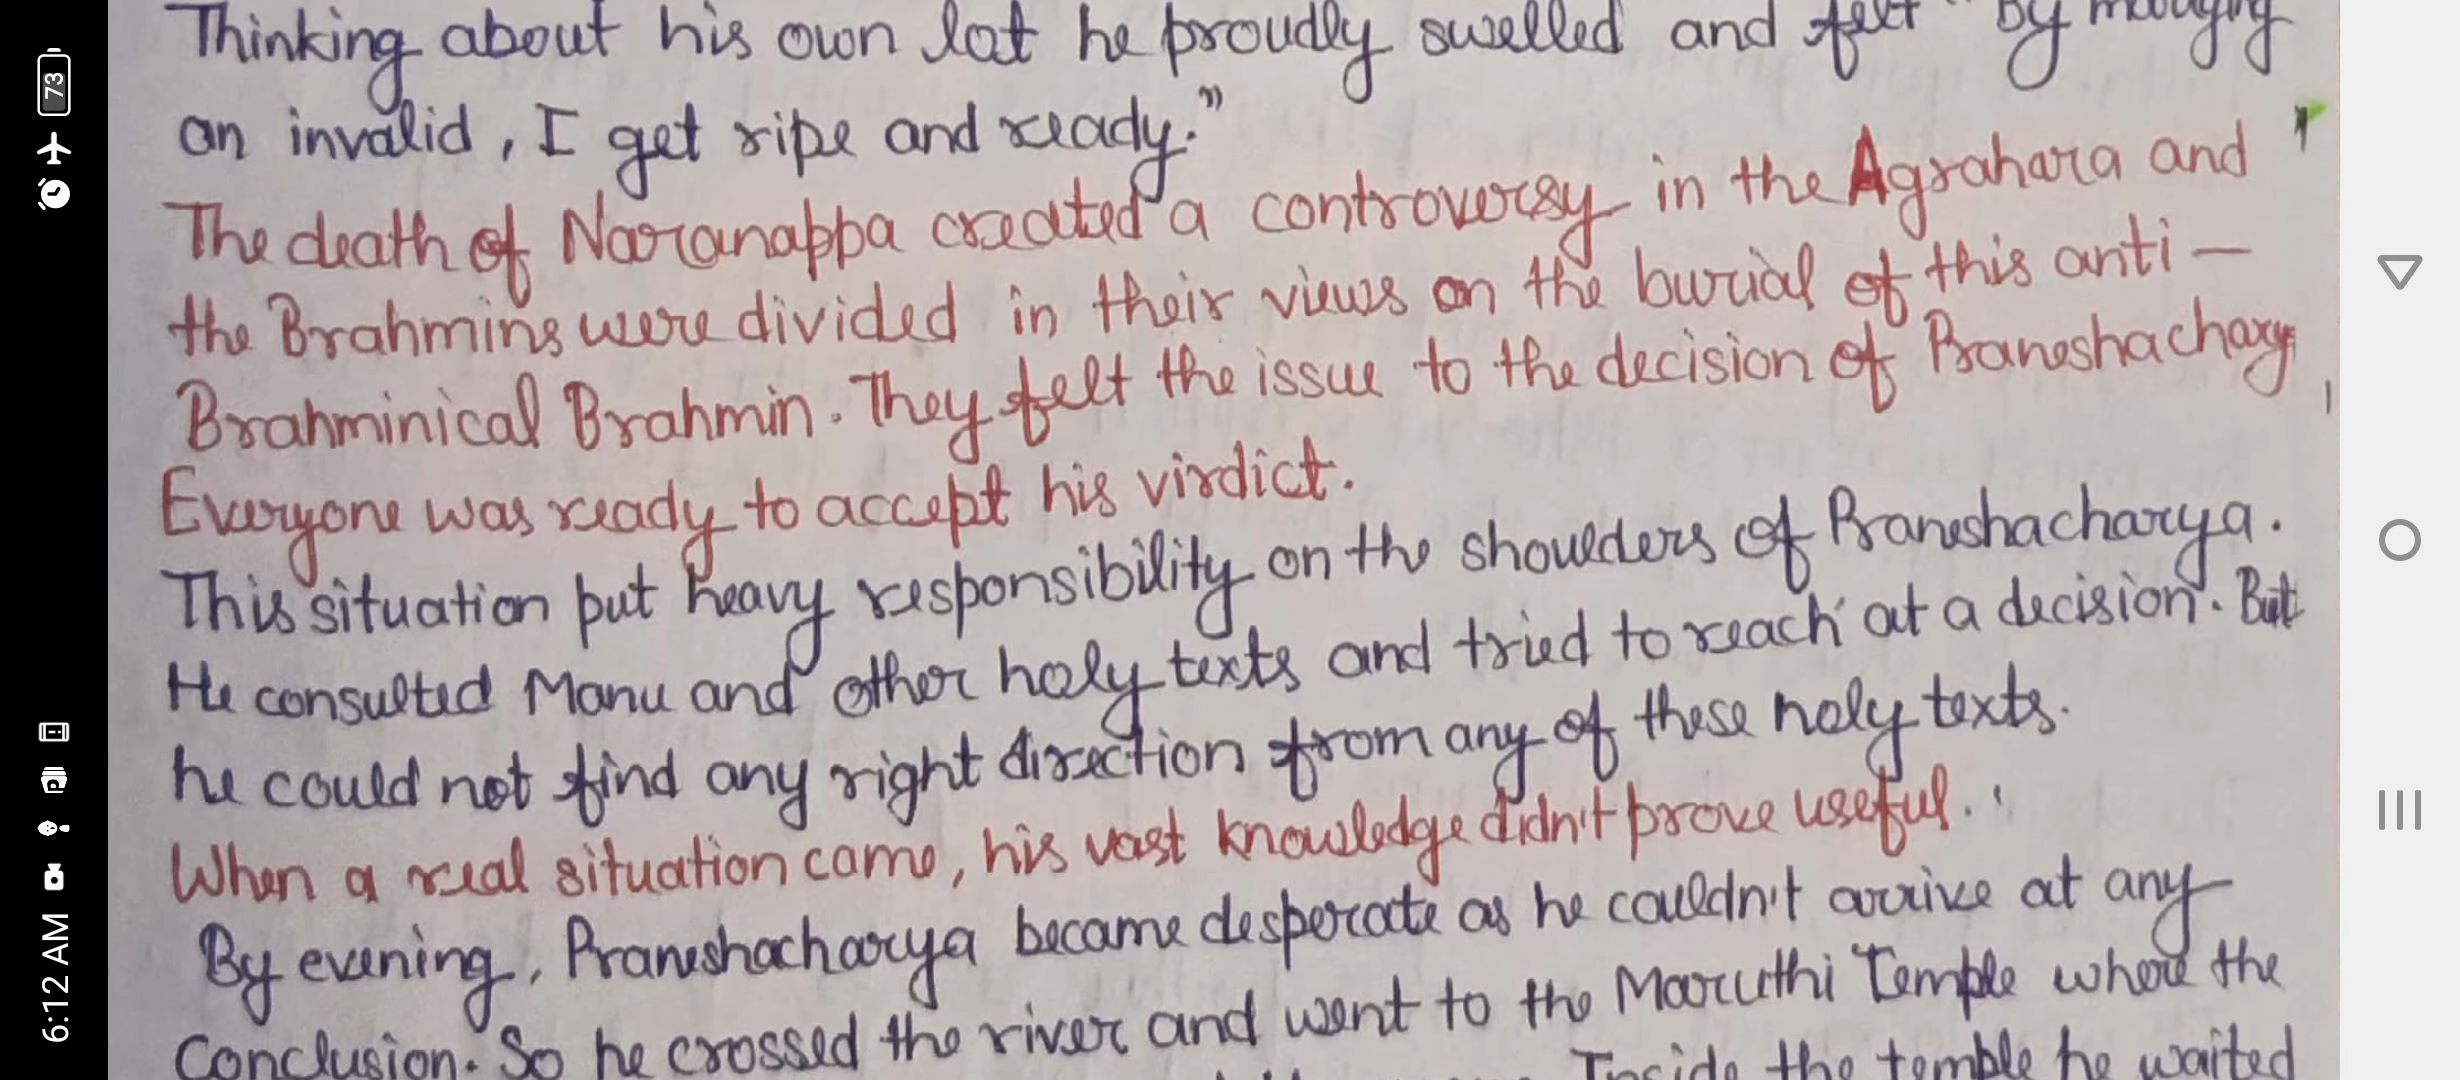 Thinking about his own lot he proudly swelled and felt "By
an invalid, I get ripe and ready."
The death of Naranappa created a controversy in the Agrahara and
the Brahmins were divided in their views on the burial of this anti-
Brahminical Brahmin. They felt the issue to the decision of Praneshachary
Everyone was ready to accept his virdict.
This situation put heavy responsibility on the shoulders of Praneshacharya.
He consulted Manu and other holy texts and tried to reach at a decision. But
he could not find any right direction from any of these holy texts.
When a real situation came, his vast knowledge didn't prove useful.
By evening, Praneshacharya became desperate as he couldn't arrive at any
Conclusion. So he crossed the river and went to the Maruthi Temple where the
Inside the temple he waited
73
6:12 AM